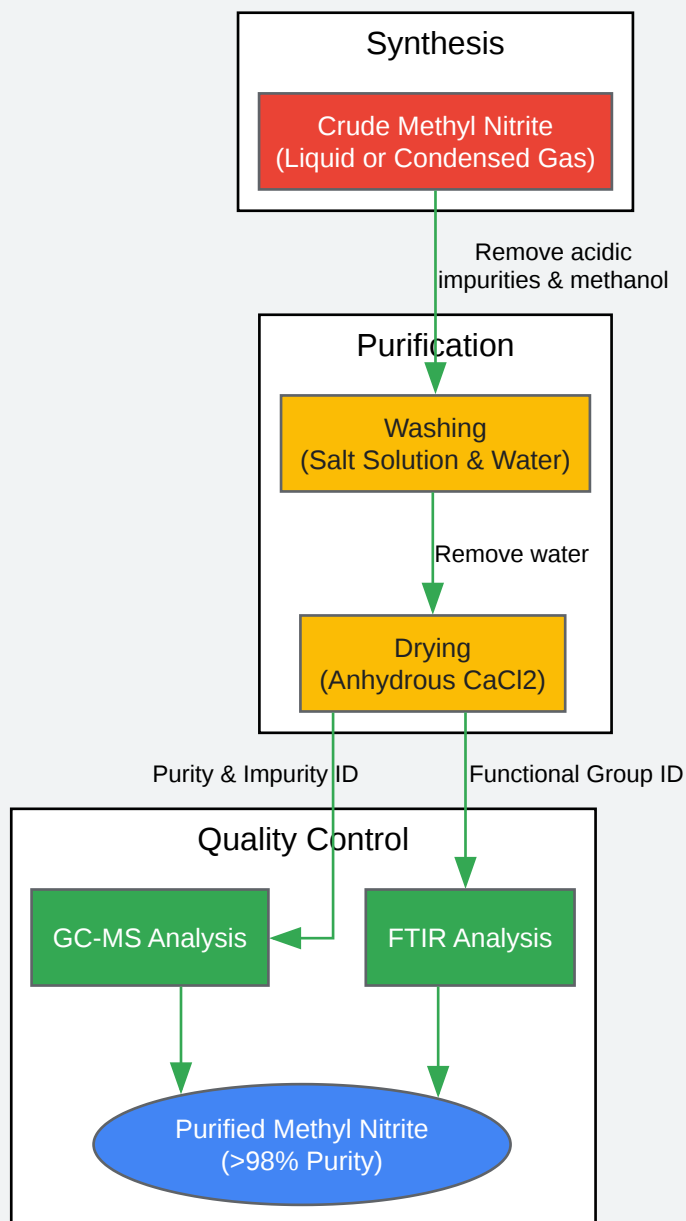 Synthesis
Crude Methyl Nitrite
(Liquid or Condensed Gas)
Remove acidic
impurities & methanol
Purification
Washing
(Salt Solution & Water)
Remove water
Drying
(Anhydrous CaCl2)
Purity & Impurity ID
Functional Group ID
Quality Control
GC-MS Analysis
FTIR Analysis
Purified Methyl Nitrite
(>98% Purity)